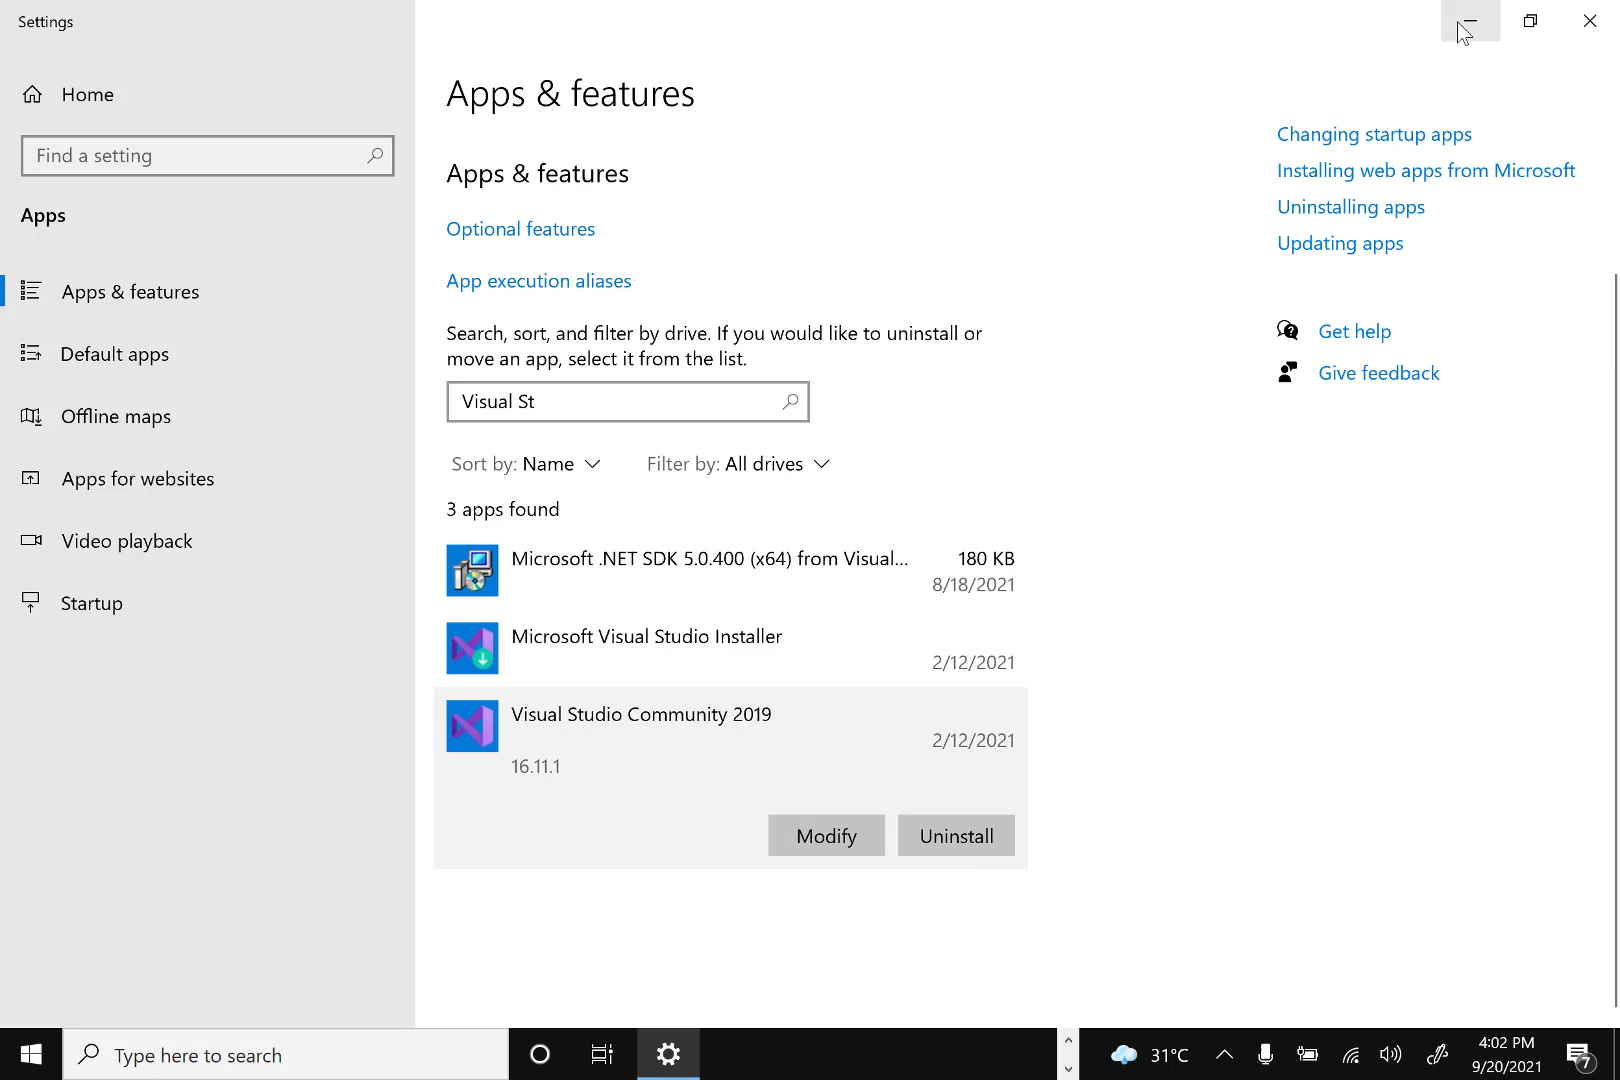 Settings
Home
Find a setting
Apps
Apps & features
Default apps
Offline maps
Apps for websites
Video playback
Startup
Apps & features
Apps & features
Optional features
App execution aliases
Search, sort, and filter by drive. If you would like to uninstall or
move an app, select it from the list.
Visual St
Sort by: Name
Filter by: All drives
3 apps found
Microsoft .NET SDK 5.0.400 (x64) from Visual...
180 KB
8/18/2021
Microsoft Visual Studio Installer
2/12/2021
Visual Studio Community 2019
2/12/2021
16.11.1
Modify
Uninstall
Changing startup apps
Installing web apps from Microsoft
Uninstalling apps
Updating apps
Get help
Give feedback
Type here to search
31°C
4:02 PM
9/20/2021
7